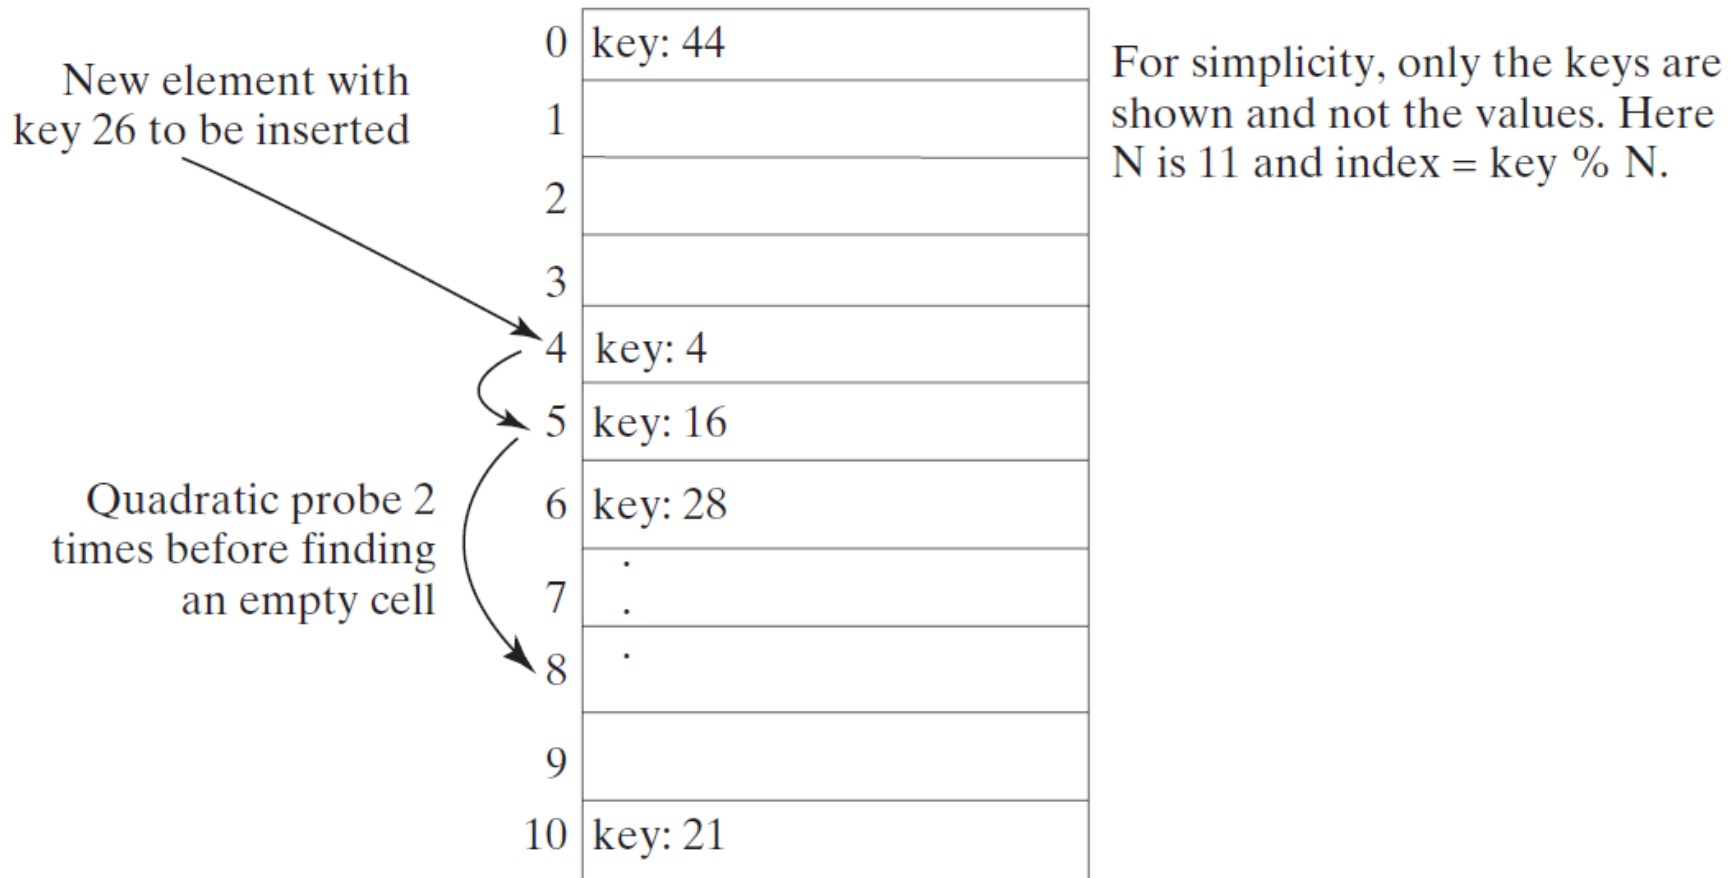 New element with
key 26 to be inserted
0 key: 44
1
2
3
4 key: 4
5 key: 16
6 key: 28
7 .
.
8 .
9
10 key: 21
Quadratic probe 2
times before finding
an empty cell
For simplicity, only the keys are
shown and not the values. Here
N is 11 and index = key % N.